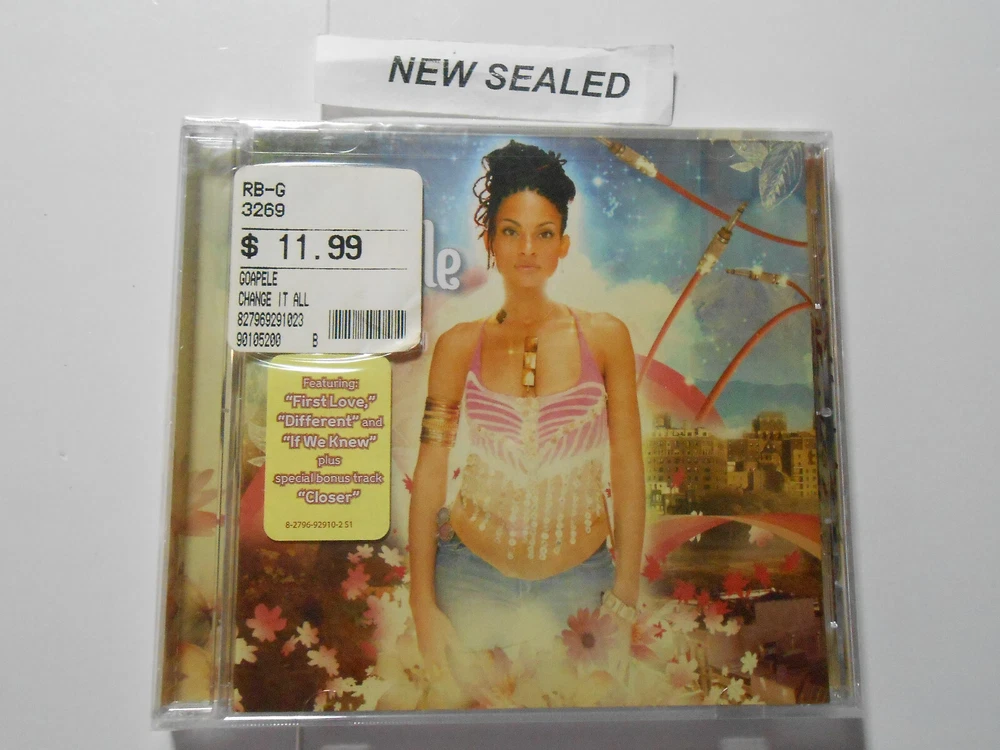 NEW SEALED
RB-G
3269
$ 11.99
GOAPELE
CHANGE IT ALL
827969291023
90105200 B
le
Featuring:
“First Love,”
“Different” and
“If We Knew”
plus
special bonus track
“Closer”
8-2796-92910-2 S1